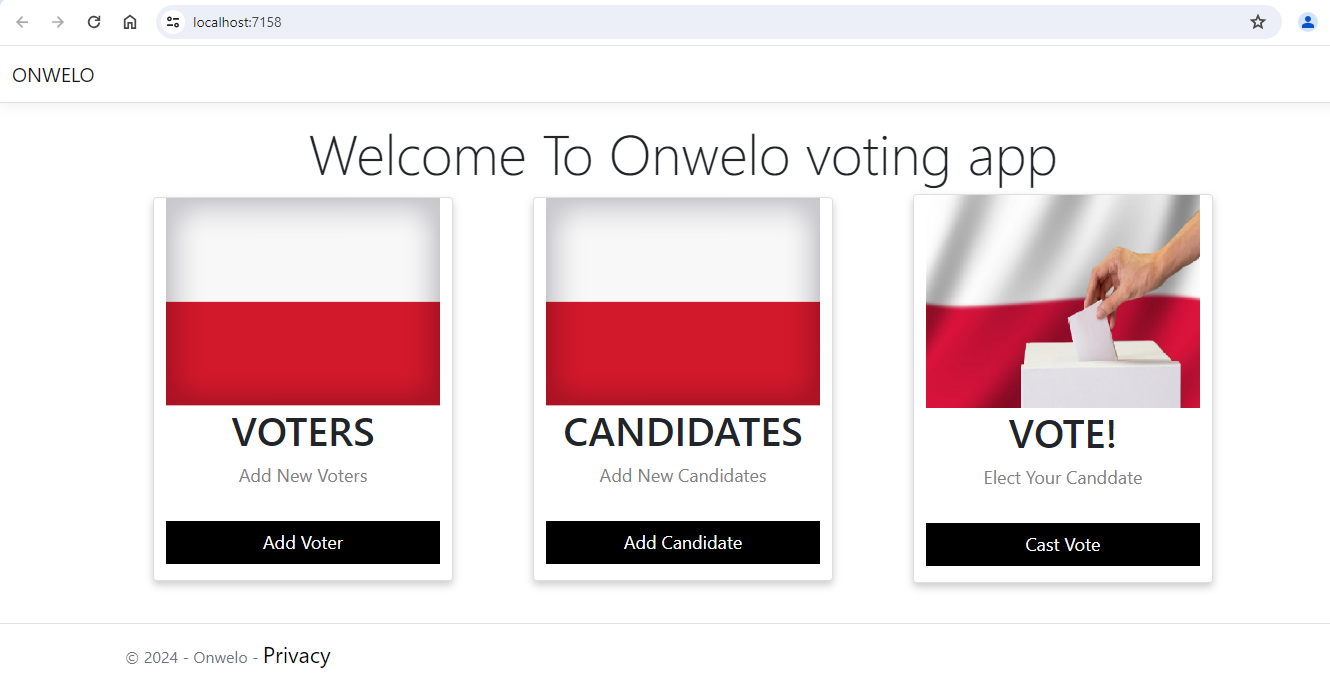 localhost:7158
ONWELO
Welcome To Onwelo voting app
VOTERS
Add New Voters
Add Voter
CANDIDATES
Add New Candidates
Add Candidate
VOTE!
Elect Your Canddate
Cast Vote
© 2024 - Onwelo - Privacy